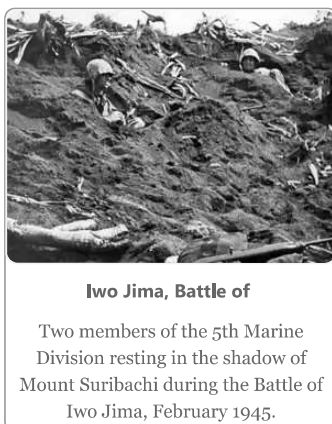 Iwo Jima, Battle of
Two members of the 5th Marine
Division resting in the shadow of
Mount Suribachi during the Battle of
Iwo Jima, February 1945.